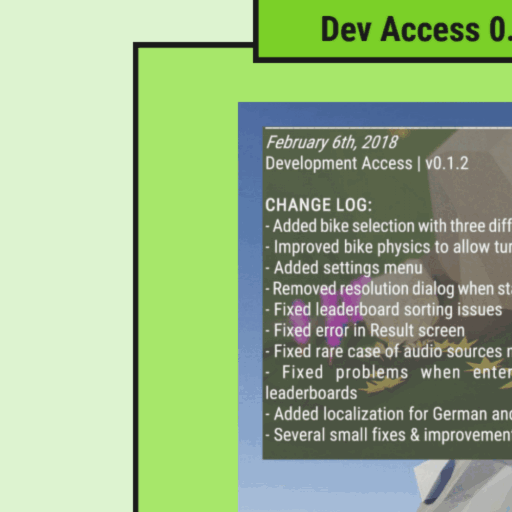 Dev Access 0.
February 6th, 2018
Development Access | v0.1.2
CHANGE LOG:
- Added bike selection with three diff
- Improved bike physics to allow tur
- Added settings menu
- Removed resolution dialog when st
- Fixed leaderboard sorting issues
- Fixed error in Result screen
- Fixed rare case of audio sources
- Fixed problems when enter
leaderboards
- Added localization for German and
- Several small fixes & improvement